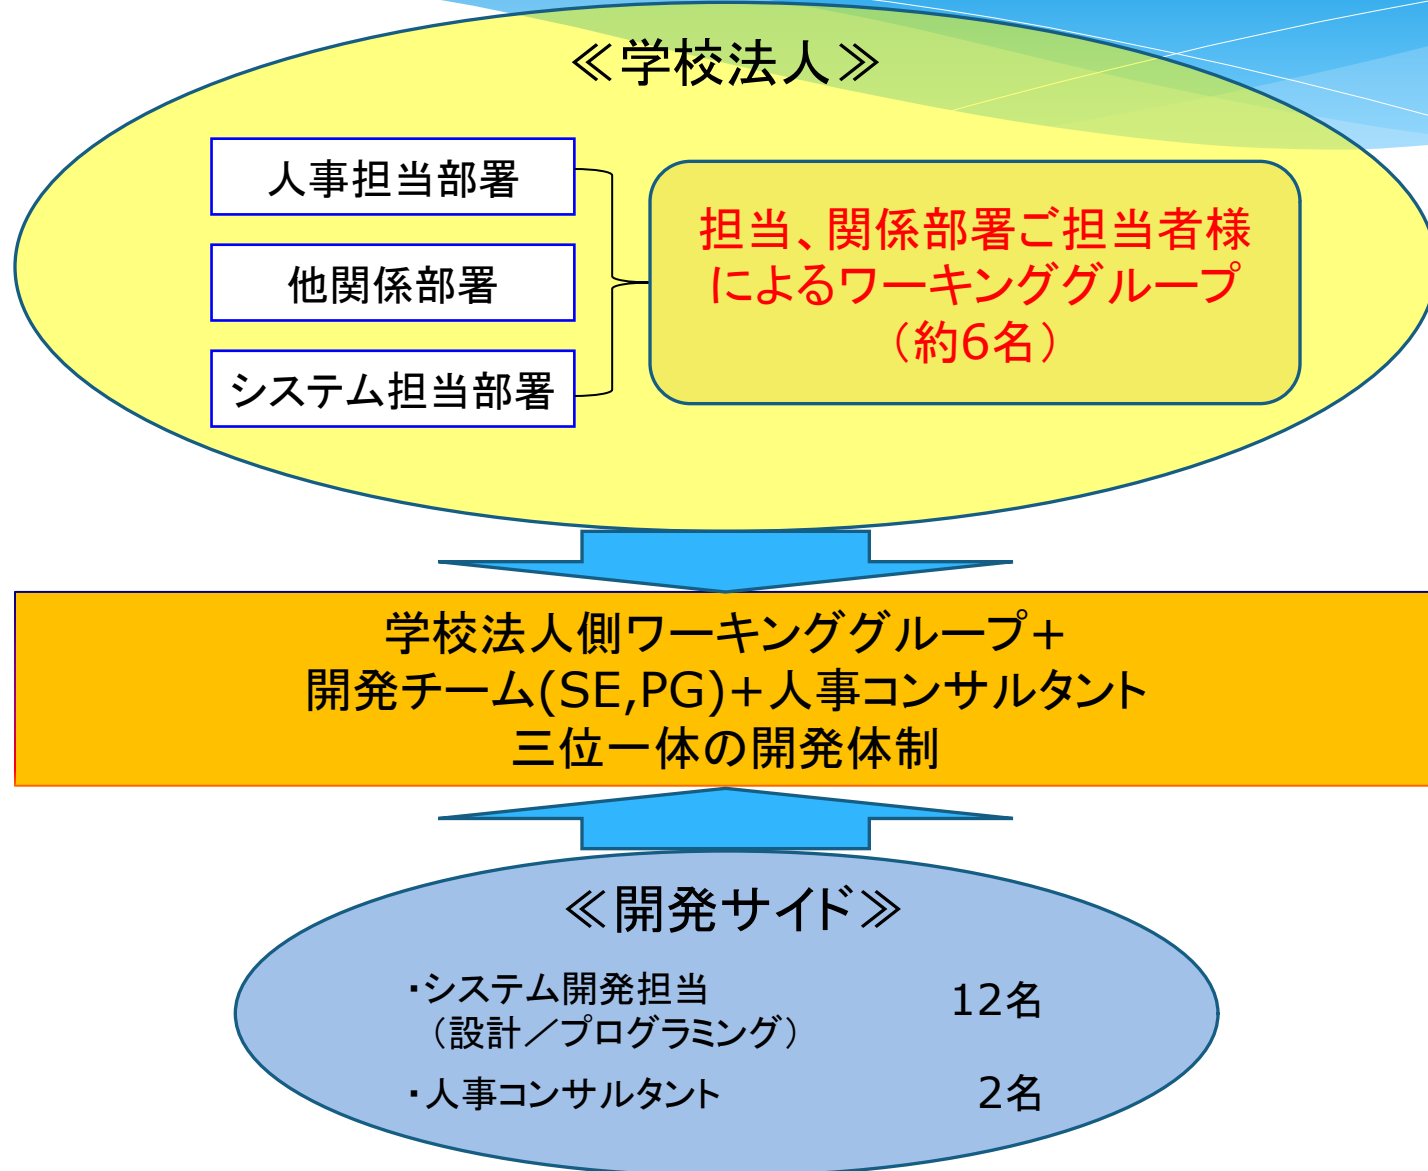 ≪学校法人≫
人事担当部署
他関係部署
システム担当部署
担当、関係部署ご担当者様
によるワーキンググループ
（約6名）
学校法人側ワーキンググループ＋
開発チーム(SE,PG)＋人事コンサルタント
三位一体の開発体制
≪開発サイド≫
・システム開発担当 12名
（設計／プログラミング）
・人事コンサルタント 2名